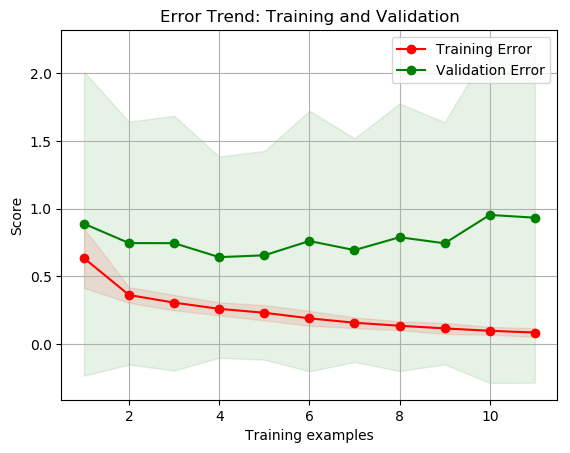 Error Trend: Training and Validation
Training Error
Validation Error
2.0
1.5
1.0
0.5
0.0
Score
2 4 6 8 10
Training examples